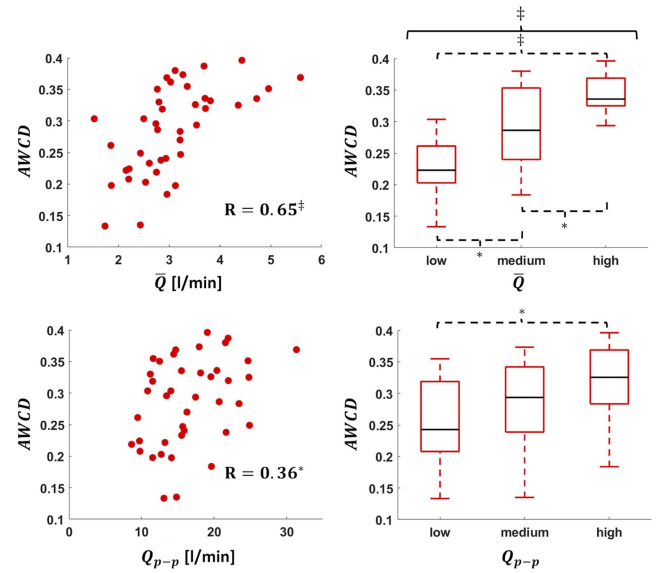 ‡
‡
0.4
0.35
0.3
0.25
0.2
0.15
0.1
AWCD
R = 0.65‡
1 2 3 4 5 6
Q̅ [l/min]
0.4
0.35
0.3
0.25
0.2
0.15
0.1
AWCD
*
*
low medium high
Q̅
0.4
0.35
0.3
0.25
0.2
0.15
0.1
AWCD
R = 0.36*
0 10 20 30
Qp−p [l/min]
*
0.4
0.35
0.3
0.25
0.2
0.15
0.1
AWCD
low medium high
Qp−p